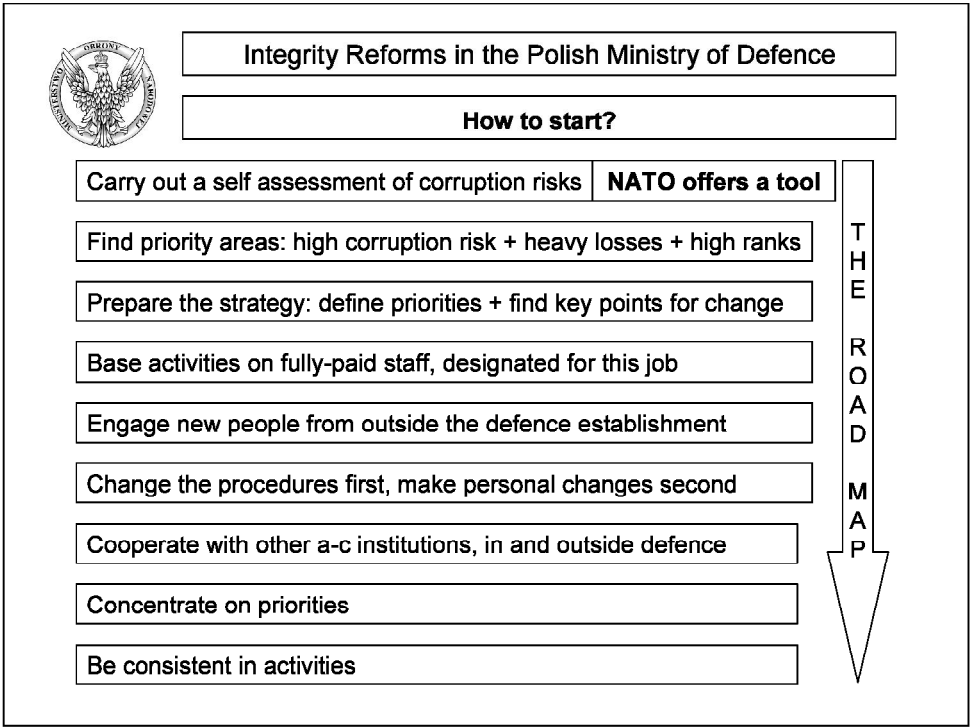 Integrity Reforms in the Polish Ministry of Defence
MINISTERSTWO OBRONY NARODOWEJ
How to start?
Carry out a self assessment of corruption risks
NATO offers a tool
Find priority areas: high corruption risk + heavy losses + high ranks
Prepare the strategy: define priorities + find key points for change
Base activities on fully-paid staff, designated for this job
Engage new people from outside the defence establishment
Change the procedures first, make personal changes second
Cooperate with other a-c institutions, in and outside defence
Concentrate on priorities
Be consistent in activities
THE ROAD MAP